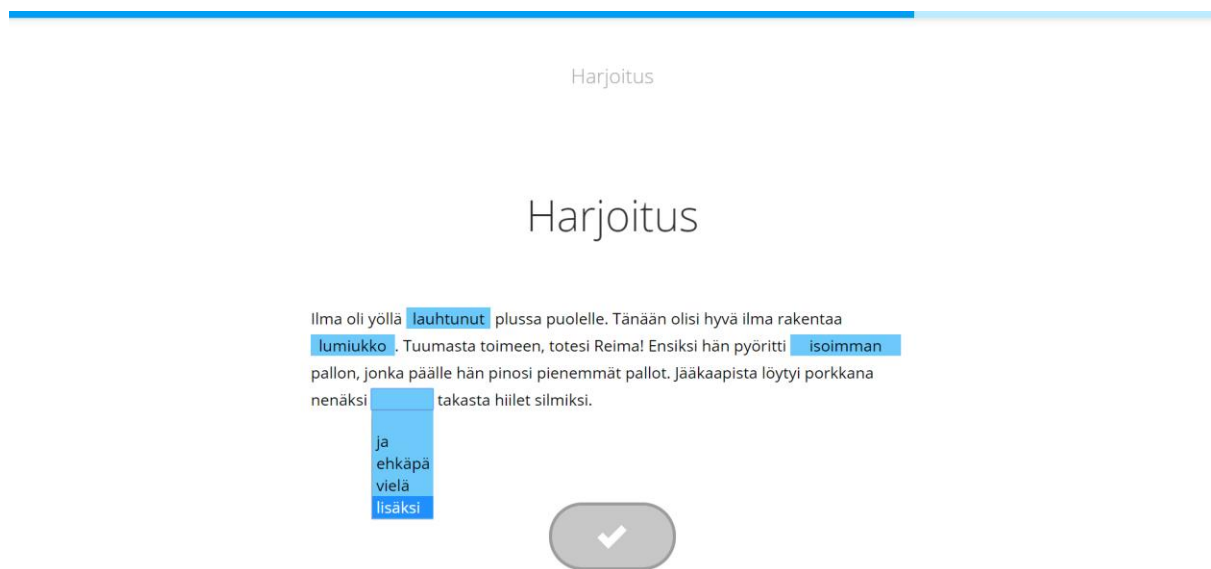 Harjoitus
Harjoitus
Ilma oli yöllä lauhtunut plussa puolelle. Tänään olisi hyvä ilma rakentaa
lumiukko . Tuumasta toimeen, totesi Reima! Ensiksi hän pyöritti isoimman
pallon, jonka päälle hän pinosi pienemmät pallot. Jääkaapista löytyi porkkana
nenäksi takasta hiilet silmiksi.
ja
ehkäpä
vielä
lisäksi